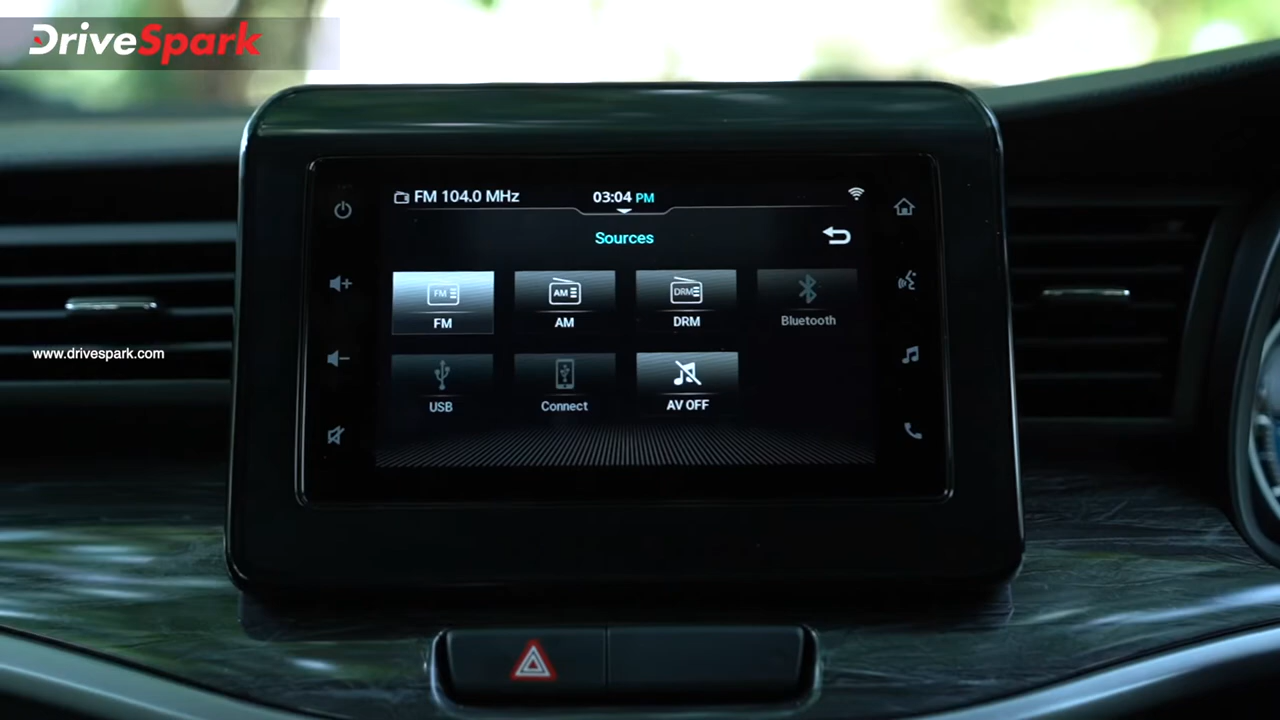 DriveSpark
FM 104.0 MHz 03:04 PM
Sources
FM AM DRM
FM AM DRM Bluetooth
USB Connect AV OFF
www.drivespark.com